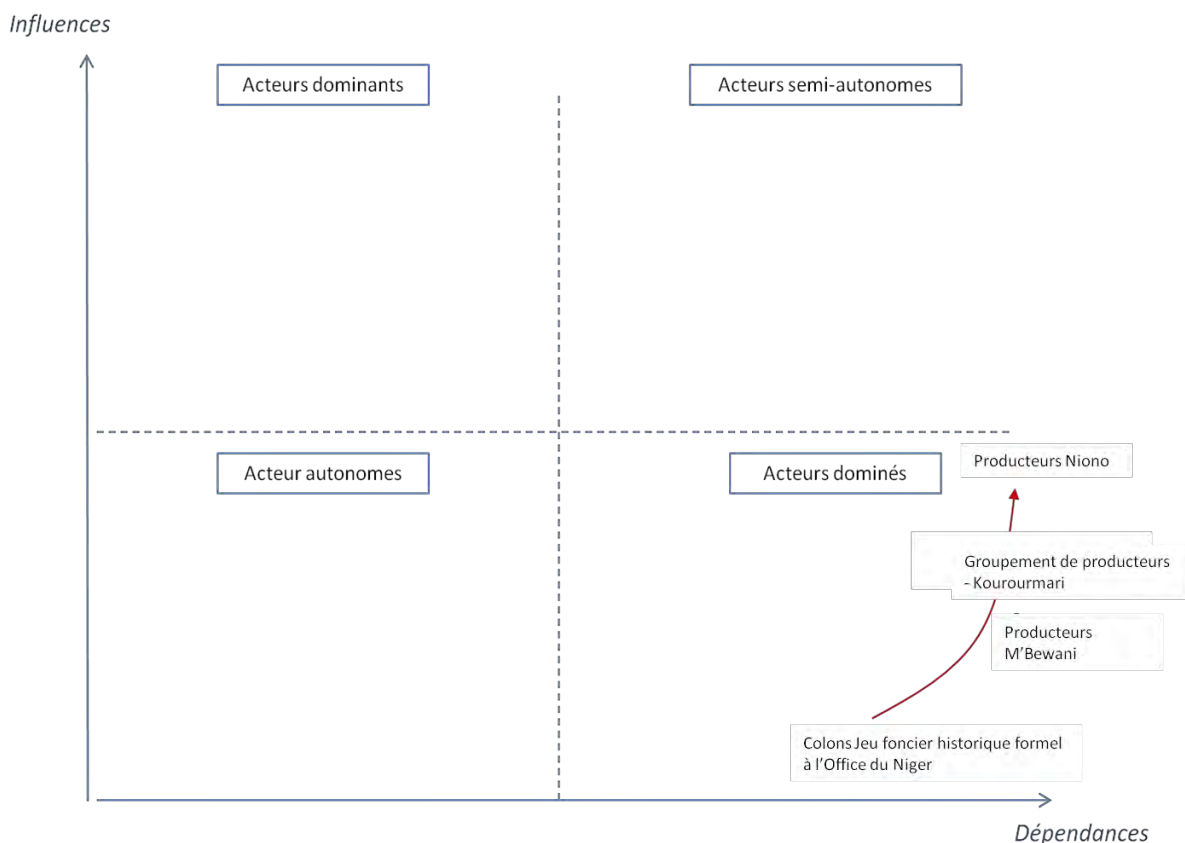 Influences
Acteurs dominants
Acteurs semi-autonomes
Acteur autonomes
Acteurs dominés
Producteurs Niono
Groupement de producteurs
- Kourourmari
Producteurs
M'Bewani
Colons Jeu foncier historique formel
à l'Office du Niger
Dépendances